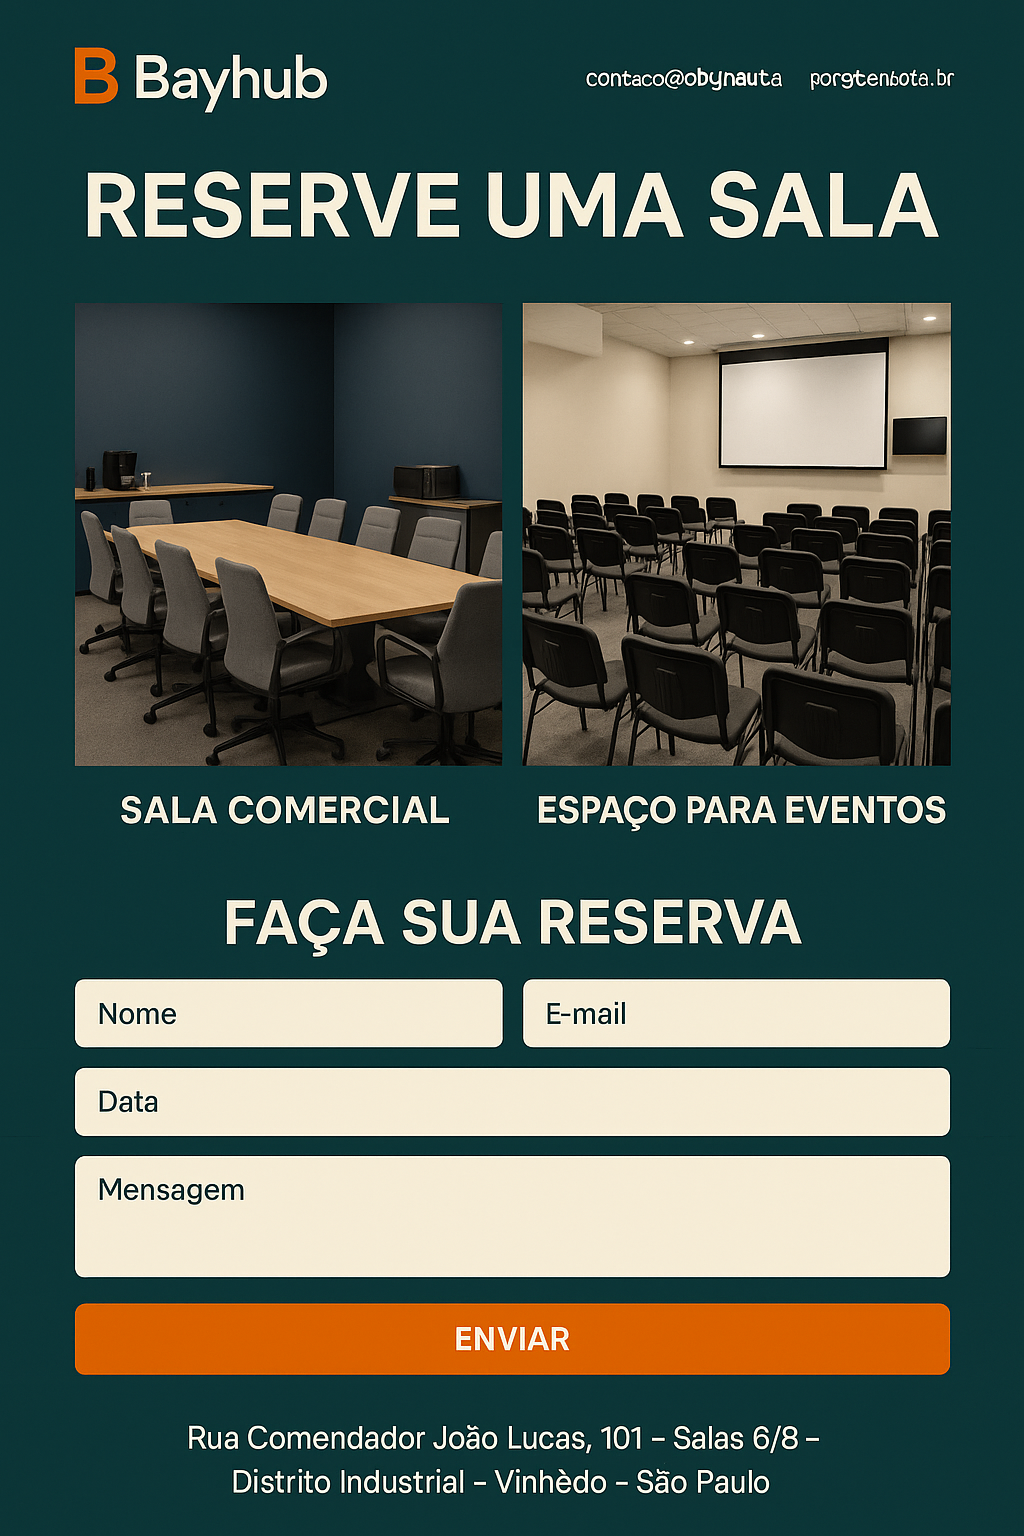 B Bayhub
contaco@obynauta porgtenbota.br
RESERVE UMA SALA
SALA COMERCIAL
ESPAÇO PARA EVENTOS
FAÇA SUA RESERVA
Nome
E-mail
Data
Mensagem
ENVIAR
Rua Comendador João Lucas, 101 – Salas 6/8 –
Distrito Industrial – Vinhèdo – São Paulo